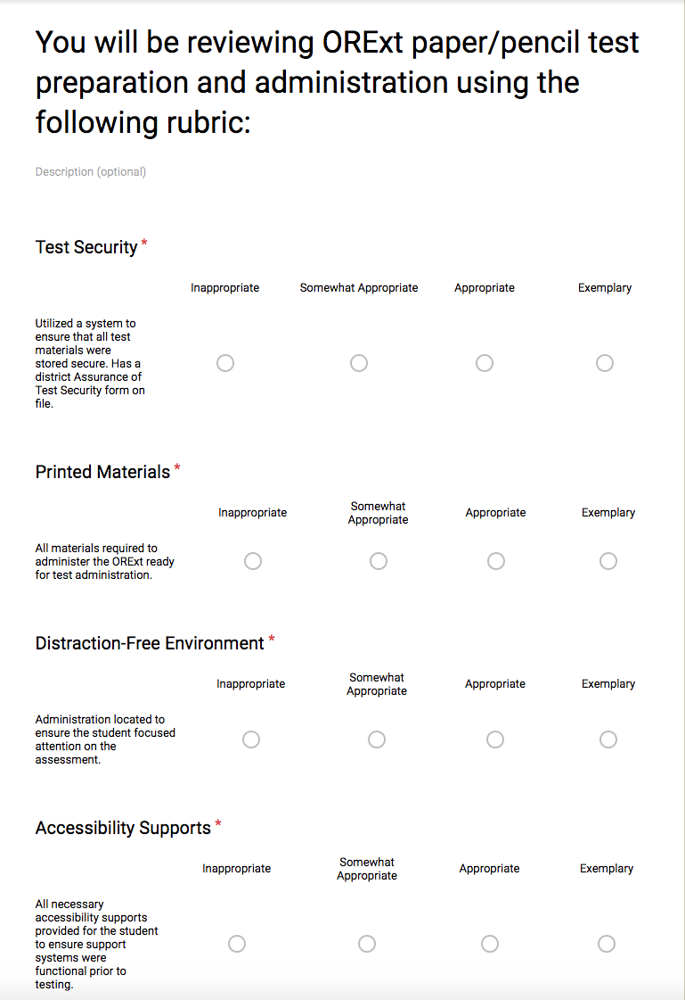 You will be reviewing ORExt paper/pencil test
preparation and administration using the
following rubric:
Description (optional)
Test Security *
Inappropriate Somewhat Appropriate Appropriate Exemplary
Utilized a system to
ensure that all test
materials were
stored secure. Has a
district Assurance of
Test Security form on
file.
Printed Materials *
Inappropriate Somewhat Appropriate Appropriate Exemplary
All materials required to
administer the ORExt ready
for test administration.
Distraction-Free Environment *
Inappropriate Somewhat Appropriate Appropriate Exemplary
Administration located to
ensure the student focused
attention on the
assessment.
Accessibility Supports *
Inappropriate Somewhat Appropriate Appropriate Exemplary
All necessary
accessibility supports
provided for the student
to ensure support
systems were
functional prior to
testing.